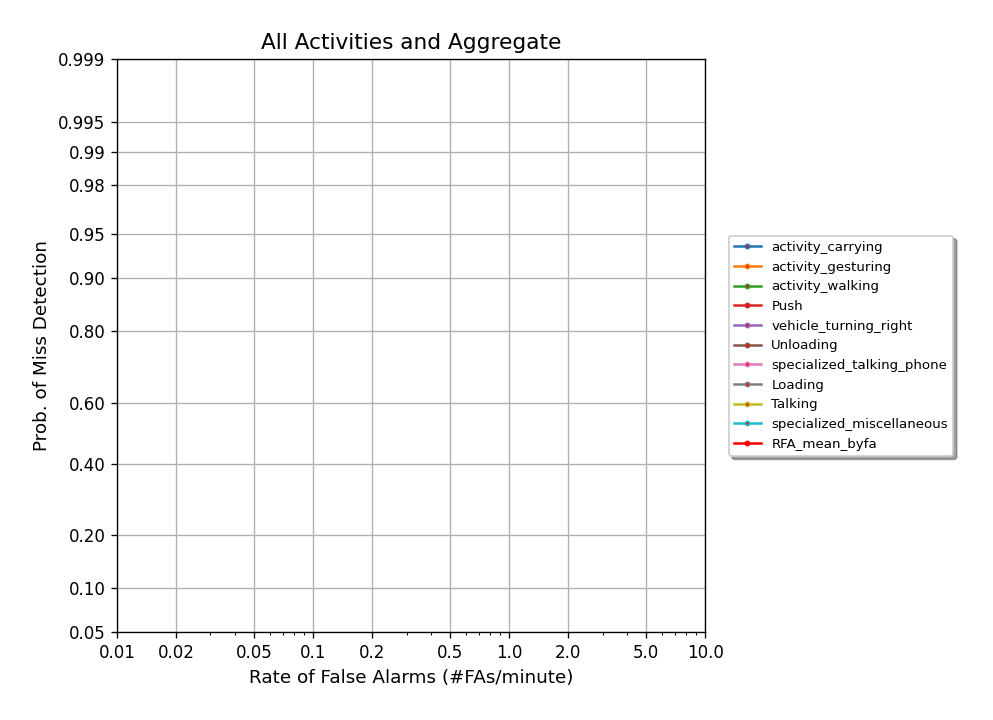 All Activities and Aggregate
0.999
0.995
0.99
0.98
0.95
0.90
0.80
0.60
0.40
0.20
0.10
0.05
Prob. of Miss Detection
0.01 0.02 0.05 0.1 0.2 0.5 1.0 2.0 5.0 10.0
Rate of False Alarms (#FAs/minute)
activity_carrying
activity_gesturing
activity_walking
Push
vehicle_turning_right
Unloading
specialized_talking_phone
Loading
Talking
specialized_miscellaneous
RFA_mean_byfa